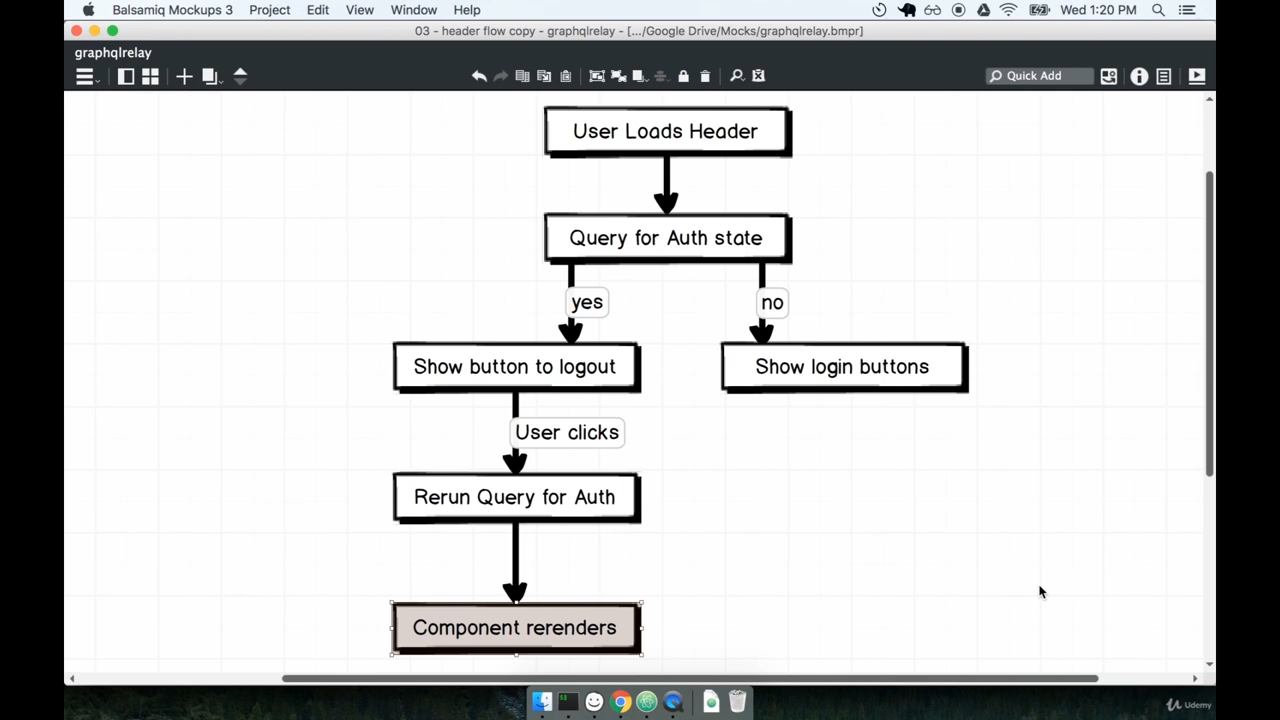 Balsamiq Mockups 3 Project Edit View Window Help Wed 1:20 PM
03 - header flow copy - graphqlrelay - [.../Google Drive/Mocks/graphqlrelay.bmpr]
graphqlrelay
Quick Add
User Loads Header
Query for Auth state
yes no
Show button to logout Show login buttons
User clicks
Rerun Query for Auth
Component rerenders
Udemy